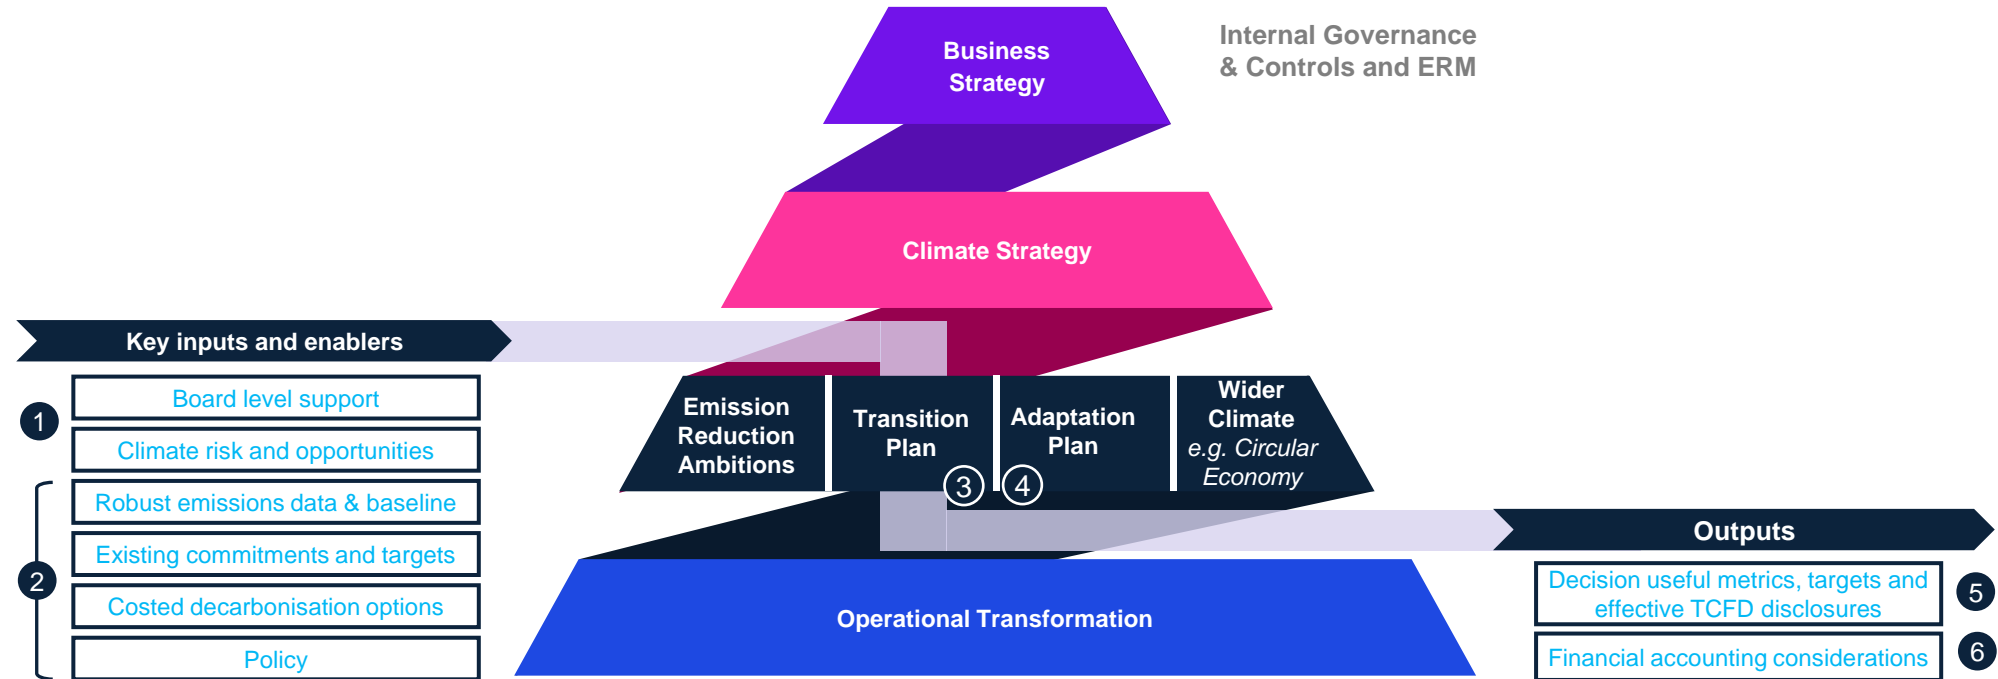 Business
Strategy
Internal Governance
& Controls and ERM
Climate Strategy
Key inputs and enablers
1
Board level support
Climate risk and opportunities
2
Robust emissions data & baseline
Existing commitments and targets
Costed decarbonisation options
Policy
Emission
Reduction
Ambitions
Transition
Plan
3
Adaptation
Plan
4
Wider
Climate
e.g. Circular
Economy
Operational Transformation
Outputs
Decision useful metrics, targets and
effective TCFD disclosures
5
Financial accounting considerations
6